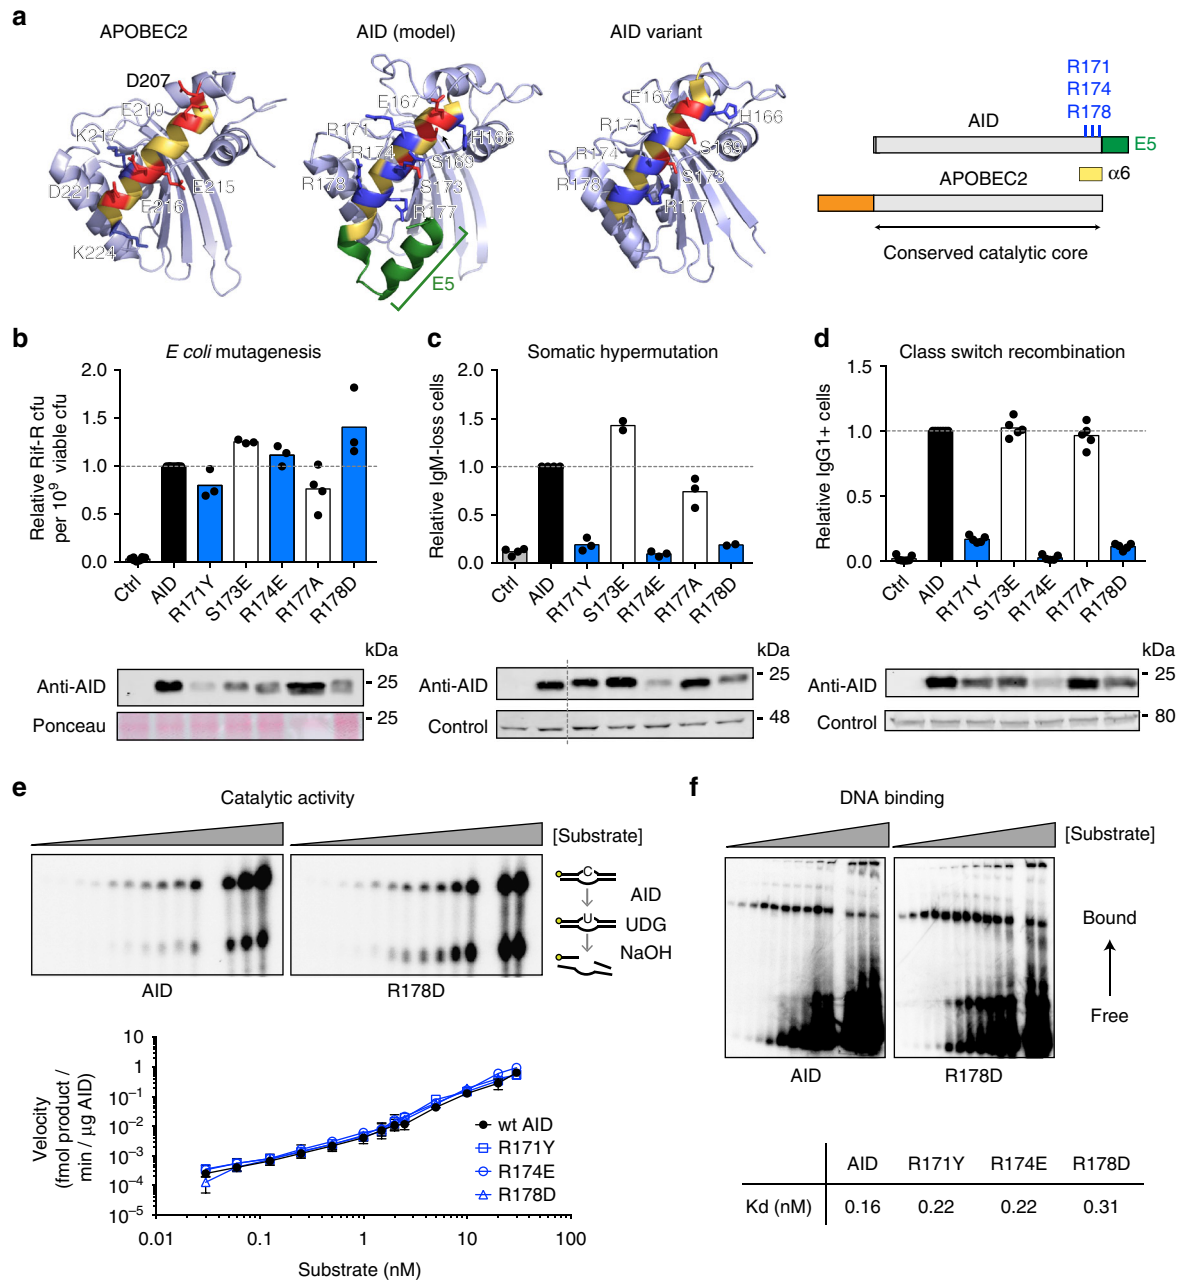 a
APOBEC2
AID (model)
AID variant
D207
E210
K217
D221
E215
E216
K224
E167
R171
H166
R174
S169
R178
S173
R177
E5
E167
H166
R171
S169
R174
S173
R178
R177
R171
R174
R178
AID
E5
α6
APOBEC2
Conserved catalytic core
b
E coli mutagenesis
Relative Rif-R cfu
per 10⁹ viable cfu
2.0
1.5
1.0
0.5
0.0
Ctrl
AID
R171Y
S173E
R174E
R177A
R178D
kDa
Anti-AID
25
Ponceau
25
c
Somatic hypermutation
Relative IgM-loss cells
2.0
1.5
1.0
0.5
0.0
Ctrl
AID
R171Y
S173E
R174E
R177A
R178D
kDa
Anti-AID
25
Control
48
d
Class switch recombination
Relative IgG1+ cells
1.5
1.0
0.5
0.0
Ctrl
AID
R171Y
S173E
R174E
R177A
R178D
kDa
Anti-AID
25
Control
80
e
Catalytic activity
[Substrate]
C
AID
U
UDG
NaOH
AID
R178D
Velocity
(fmol product /
min / μg AID)
10
1
10⁻¹
10⁻²
10⁻³
10⁻⁴
10⁻⁵
wt AID
R171Y
R174E
R178D
0.01
0.1
1
10
100
Substrate (nM)
f
DNA binding
[Substrate]
Bound
Free
AID
R178D
AID R171Y R174E R178D
Kd (nM) 0.16 0.22 0.22 0.31